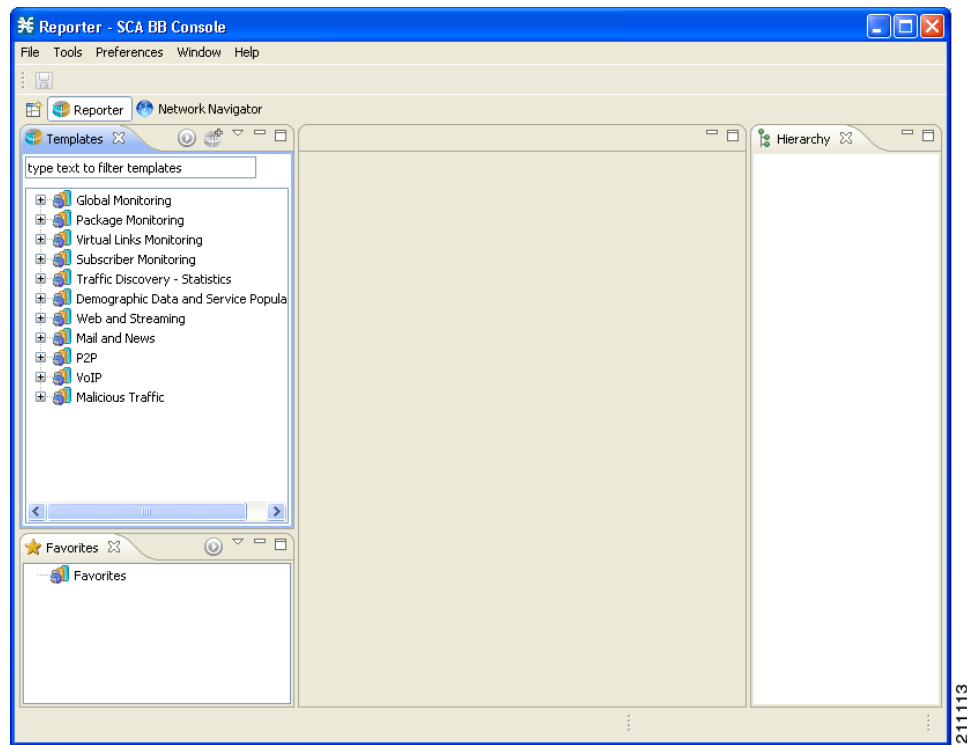 Reporter - SCA BB Console
File Tools Preferences Window Help
Reporter Network Navigator
Templates
Hierarchy
type text to filter templates
Global Monitoring
Package Monitoring
Virtual Links Monitoring
Subscriber Monitoring
Traffic Discovery - Statistics
Demographic Data and Service Popula
Web and Streaming
Mail and News
P2P
VoIP
Malicious Traffic
Favorites
Favorites
211113